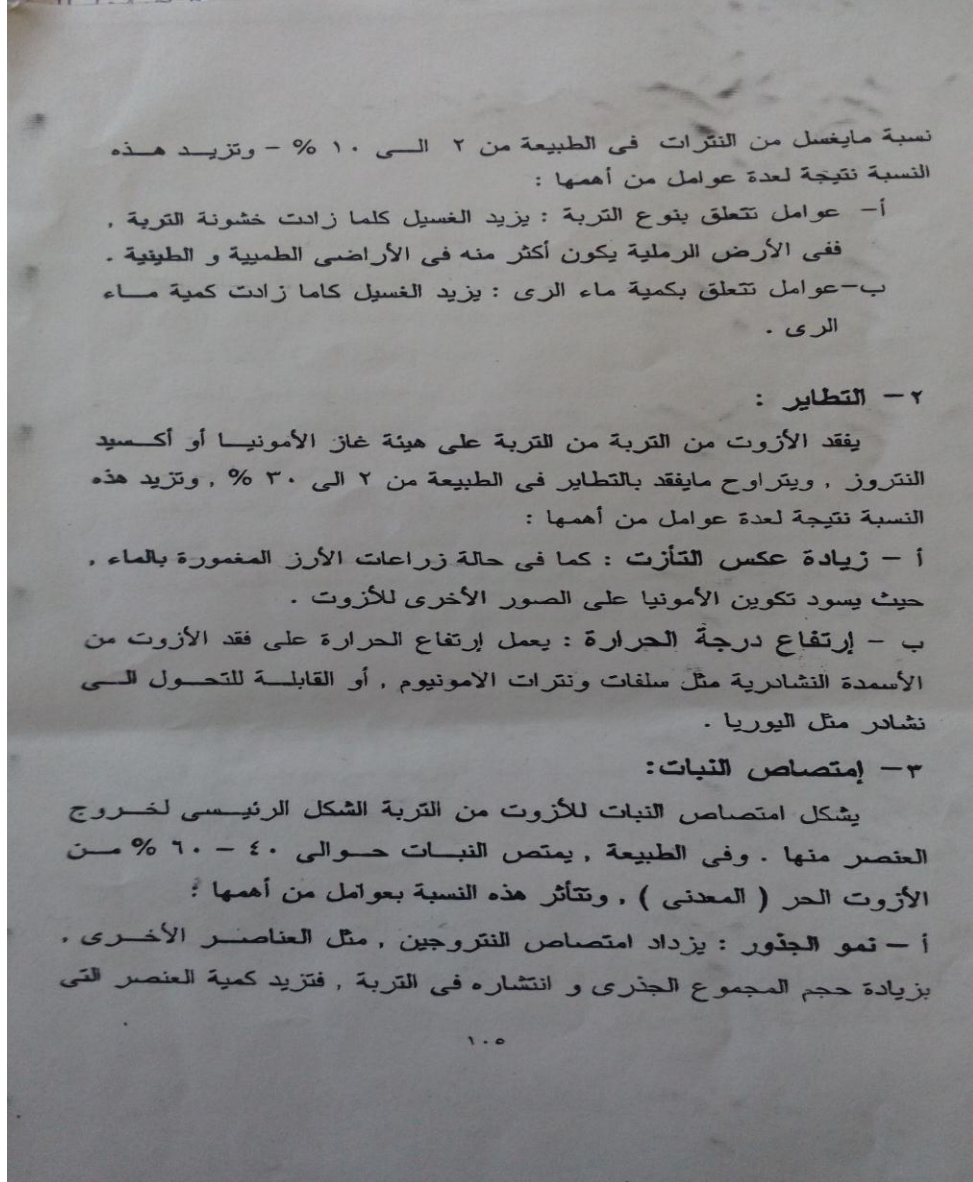 نسبة مايغسل من النترات فى الطبيعة من ٢ الـى ١٠ % - وتزيد هذه
النسبة نتيجة لعدة عوامل من أهمها :
أ- عوامل تتعلق بنوع التربة : يزيد الغسيل كلما زادت خشونة التربة ,
ففى الأرض الرملية يكون أكثر منه فى الأراضى الطميية و الطينية .
ب-عوامل تتعلق بكمية ماء الرى : يزيد الغسيل كاما زادت كمية ماء
الرى .
٢ - التطاير :
يفقد الأزوت من التربة من للتربة على هيئة غاز الأمونيا أو أكسيد
النتروز , ويتراوح مايفقد بالتطاير فى الطبيعة من ٢ الى ٣٠ % , وتزيد هذه
النسبة نتيجة لعدة عوامل من أهمها :
أ - زيادة عكس التأزت : كما فى حالة زراعات الأرز المغمورة بالماء ,
حيث يسود تكوين الأمونيا على الصور الأخرى للأزوت .
ب - إرتفاع درجة الحرارة : يعمل إرتفاع الحرارة على فقد الأزوت من
الأسمدة النشادرية مثل سلفات ونترات الامونيوم , أو القابلة للتحول الى
نشادر مثل اليوريا .
٣- إمتصاص النبات:
يشكل امتصاص النبات للأزوت من التربة الشكل الرئيسى لخروج
العنصر منها . وفى الطبيعة , يمتص النبات حوالى ٤٠ - ٦٠ % من
الأزوت الحر ( المعدنى ) , وتتأثر هذه النسبة بعوامل من أهمها :
أ - نمو الجذور : يزداد امتصاص النتروجين , مثل العناصر الأخرى ,
بزيادة حجم المجموع الجذرى و انتشاره فى التربة , فتزيد كمية العنصر التى
١٠٥